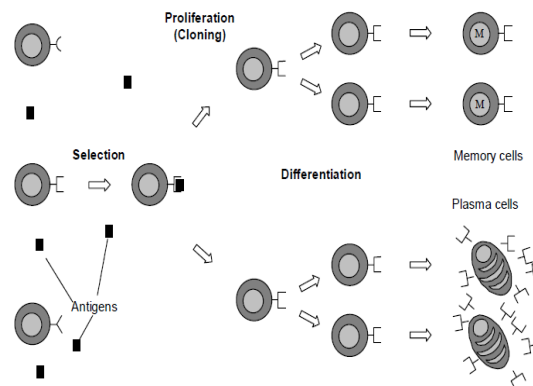 Proliferation
(Cloning)
M
M
Selection
Memory cells
Differentiation
Plasma cells
Antigens